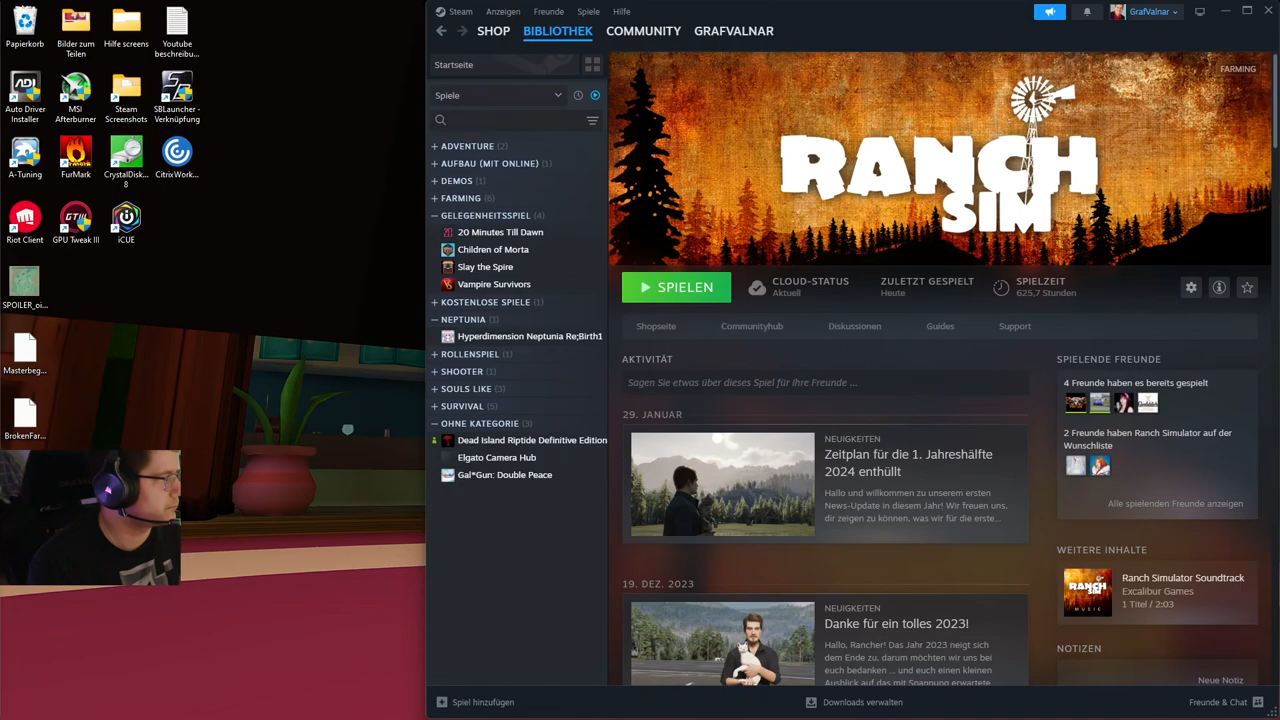 Papierkorb
Bilder zum
Teilen
Hilfe screens
Youtube
beschreibu...
Auto Driver
Installer
MSI
Afterburner
Steam
Screenshots
SBLauncher -
Verknüpfung
A-Tuning
FurMark
CrystalDisk...
8
CitrixWork...
Riot Client
GPU Tweak III
iCUE
SPOILER_oi...
Masterbeg...
BrokenFar...
Steam
Anzeigen
Freunde
Spiele
Hilfe
GrafValnar
SHOP
BIBLIOTHEK
COMMUNITY
GRAFVALNAR
Startseite
Spiele
ADVENTURE (2)
AUFBAU (MIT ONLINE) (1)
DEMOS (1)
FARMING (6)
GELEGENHEITSSPIEL (4)
20 Minutes Till Dawn
Children of Morta
Slay the Spire
Vampire Survivors
KOSTENLOSE SPIELE (1)
NEPTUNIA (1)
Hyperdimension Neptunia Re;Birth1
ROLLENSPIEL (1)
SHOOTER (1)
SOULS LIKE (3)
SURVIVAL (5)
OHNE KATEGORIE (3)
Dead Island Riptide Definitive Edition
Elgato Camera Hub
Gal*Gun: Double Peace
FARMING
RANCH
SIM
SPIELEN
CLOUD-STATUS
Aktuell
ZULETZT GESPIELT
Heute
SPIELZEIT
625,7 Stunden
Shopseite
Communityhub
Diskussionen
Guides
Support
AKTIVITÄT
Sagen Sie etwas über dieses Spiel für Ihre Freunde ...
29. JANUAR
NEUIGKEITEN
Zeitplan für die 1. Jahreshälfte
2024 enthüllt
Hallo und willkommen zu unserem ersten
News-Update in diesem Jahr! Wir freuen uns,
dir zeigen zu können, was wir für die erste...
19. DEZ. 2023
NEUIGKEITEN
Danke für ein tolles 2023!
Hallo, Rancher! Das Jahr 2023 neigt sich
dem Ende zu, darum möchten wir uns bei
euch bedanken ... und euch einen kleinen
Ausblick auf das mit Spannung erwartete
SPIELENDE FREUNDE
4 Freunde haben es bereits gespielt
2 Freunde haben Ranch Simulator auf der
Wunschliste
Alle spielenden Freunde anzeigen
WEITERE INHALTE
RANCH
SIM
MUSIC
Ranch Simulator Soundtrack
Excalibur Games
1 Titel / 2:03
NOTIZEN
Neue Notiz
Spiel hinzufügen
Downloads verwalten
Freunde & Chat